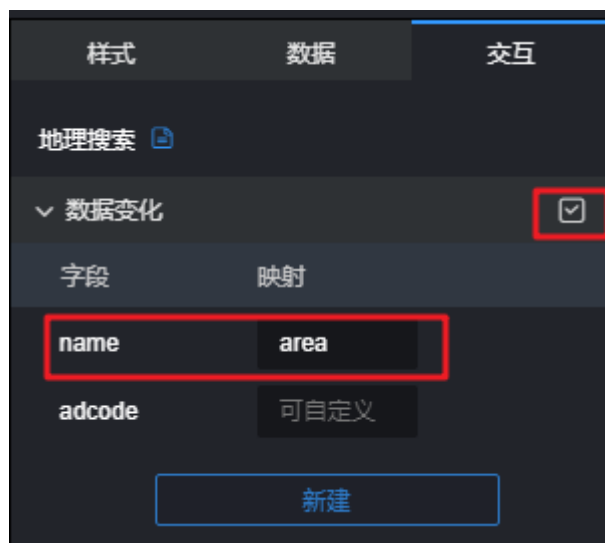 样式 数据 交互
地理搜索
数据变化
字段 映射
name area
adcode 可自定义
新建